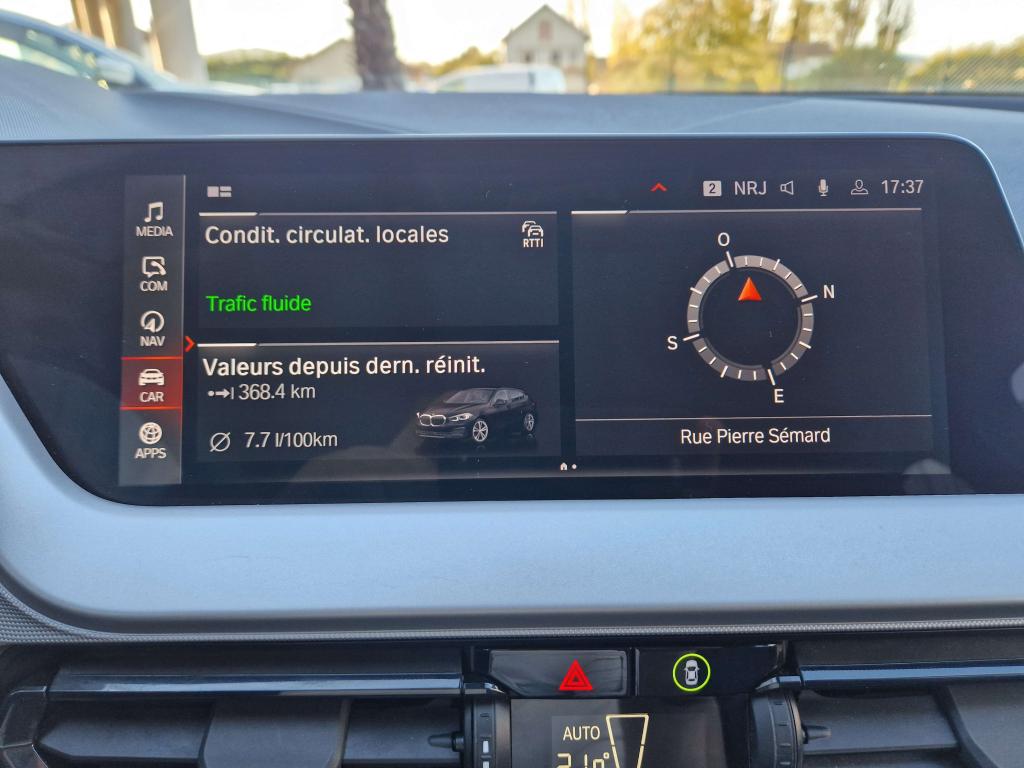 2 NRJ 17:37
MEDIA
COM
NAV
CAR
APPS
Condit. circulat. locales
RTTI
Trafic fluide
Valeurs depuis dern. réinit.
368.4 km
7.7 l/100km
O
N
S
E
Rue Pierre Sémard
AUTO